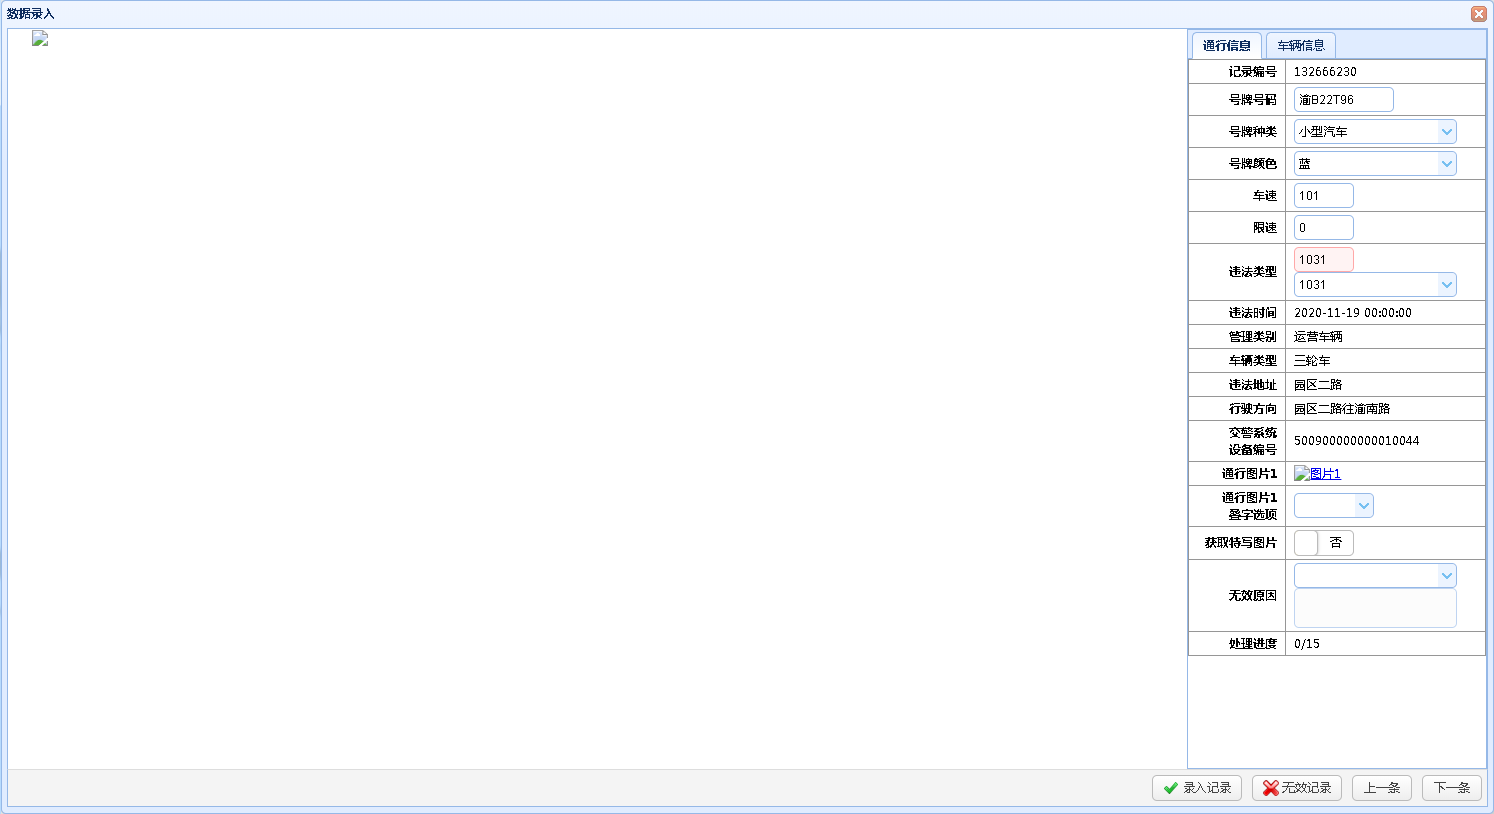 数据录入
通行信息 车辆信息
记录编号 132666230
号牌号码 渝B22T96
号牌种类 小型汽车
号牌颜色 蓝
车速 101
限速 0
违法类型 1031
1031
违法时间 2020-11-19 00:00:00
管理类别 运营车辆
车辆类型 三轮车
违法地址 园区二路
行驶方向 园区二路往渝南路
交警系统
设备编号 500900000000010044
通行图片1 图片1
通行图片1
叠字选项
获取特写图片 否
无效原因
处理进度 0/15
录入记录 无效记录 上一条 下一条